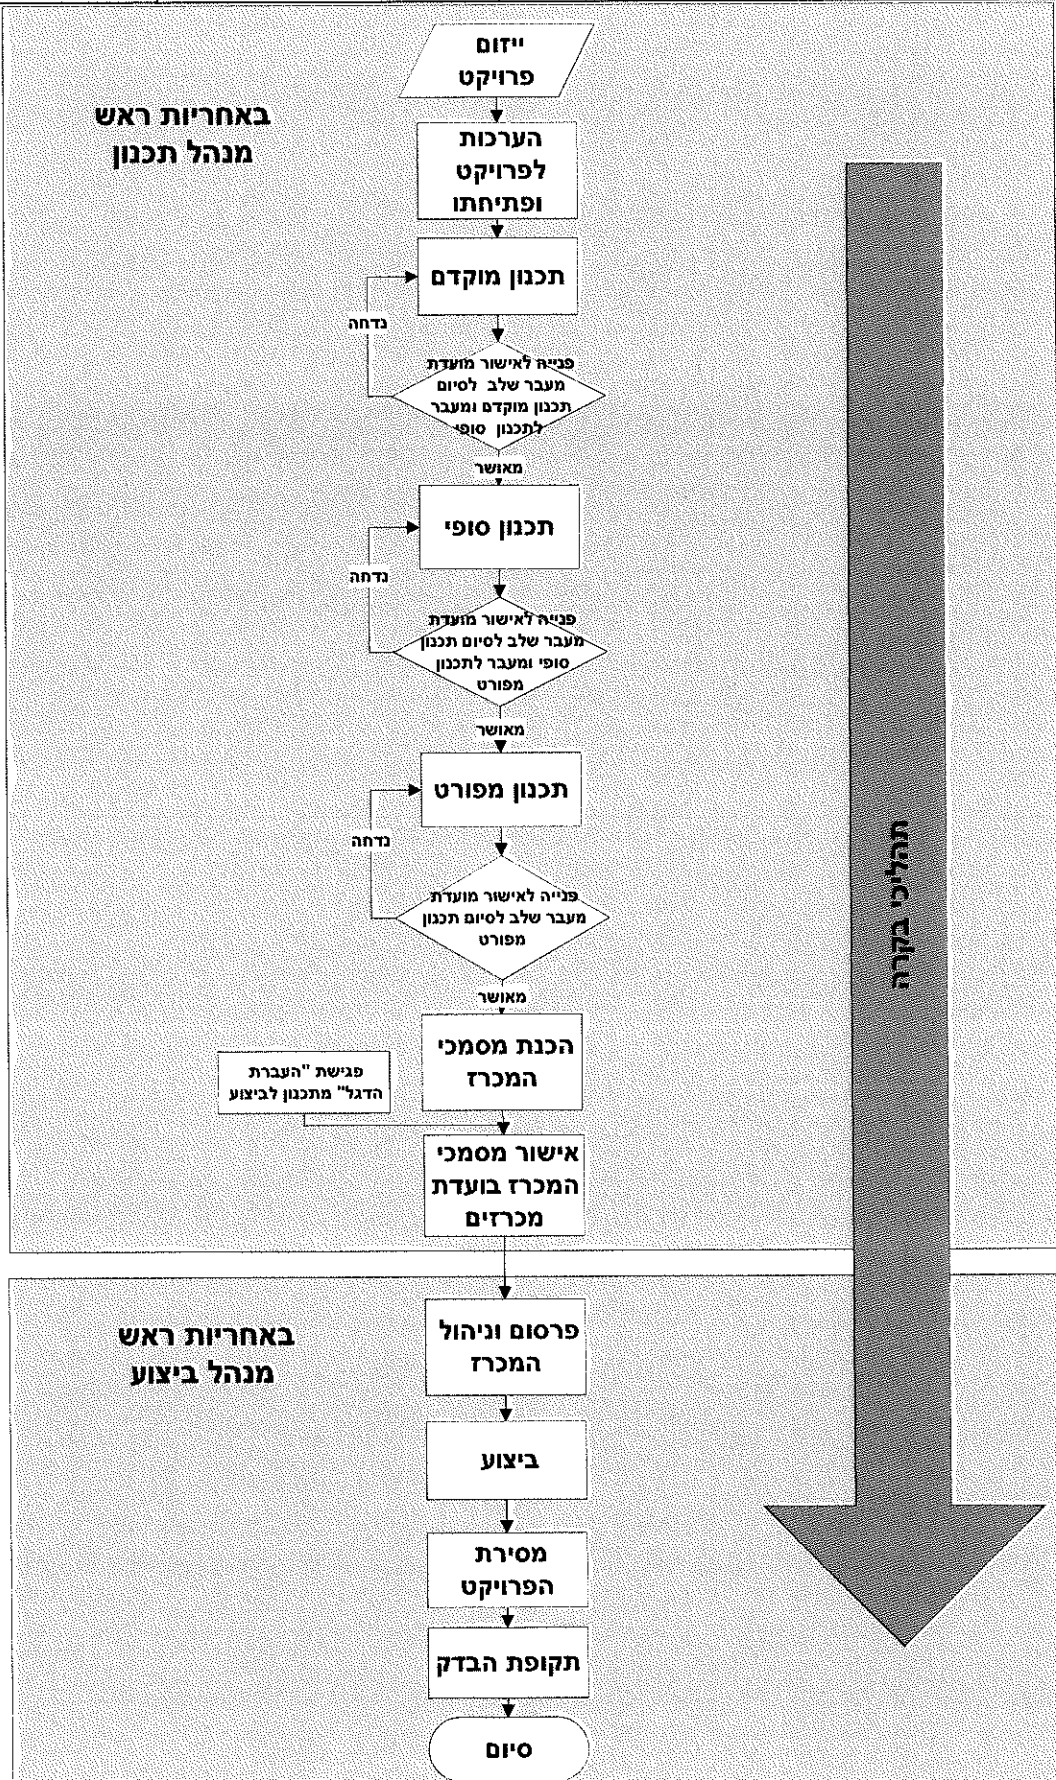 ייזום
פרויקט
באחריות ראש
מנהל תכנון
הערכות
לפרויקט
ופתיחתו
תכנון מוקדם
נדחה
פנייה לאישור מועדת
מעבר שלב לסיום
תכנון מוקדם ומעבר
לתכנון סופי
מאושר
תכנון סופי
נדחה
פנייה לאישור מועדת
מעבר שלב לסיום תכנון
סופי ומעבר לתכנון
מפורט
מאושר
תכנון מפורט
נדחה
פנייה לאישור מועדת
מעבר שלב לסיום תכנון
מפורט
מאושר
הכנת מסמכי
המכרז
פגישת "העברת
הדגל" מתכנון לביצוע
אישור מסמכי
המכרז בועדת
מכרזים
תהליכי בקרה
באחריות ראש
מנהל ביצוע
פרסום וניהול
המכרז
ביצוע
מסירת
הפרויקט
תקופת הבדק
סיום